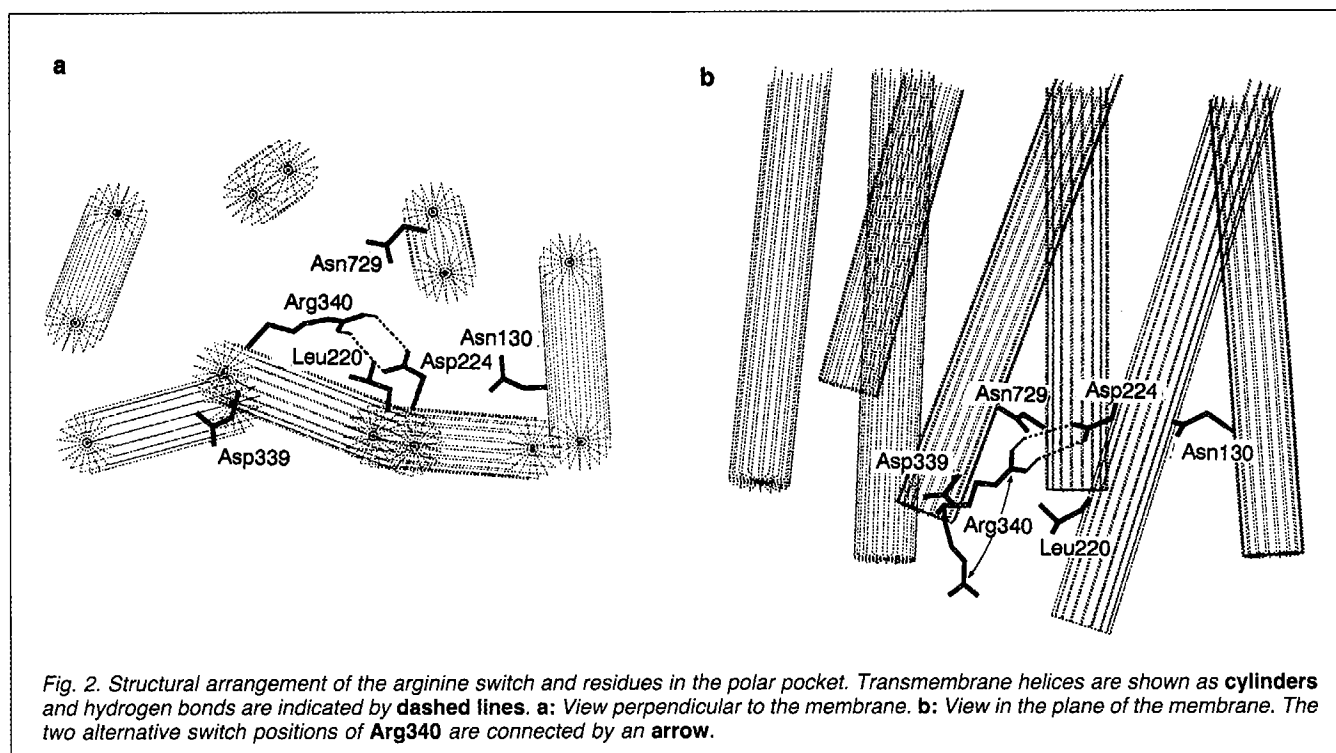 a
b
Asn729
Arg340
Asn130
Leu220
Asp224
Asp339
Asn729
Asp224
Asp339
Asn130
Arg340
Leu220
Fig. 2. Structural arrangement of the arginine switch and residues in the polar pocket. Transmembrane helices are shown as cylinders
and hydrogen bonds are indicated by dashed lines. a: View perpendicular to the membrane. b: View in the plane of the membrane. The
two alternative switch positions of Arg340 are connected by an arrow.